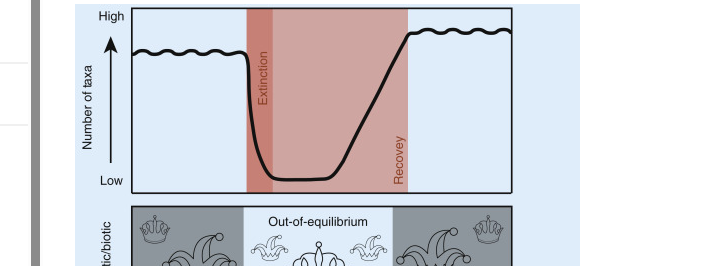 High
Number of taxa
Extinction
Recovey
Low
Out-of-equilibrium
tic/biotic